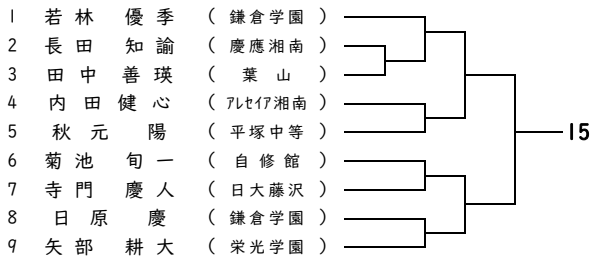 1 若林 優季 ( 鎌倉学園 )
2 長田 知諭 ( 慶應湘南 )
3 田中 善瑛 ( 葉山 )
4 内田 健心 ( ｱﾚｾｲｱ湘南 )
5 秋元 陽 ( 平塚中等 )
6 菊池 旬一 ( 自修館 )
7 寺門 慶人 ( 日大藤沢 )
8 日原 慶 ( 鎌倉学園 )
9 矢部 耕大 ( 栄光学園 )
15